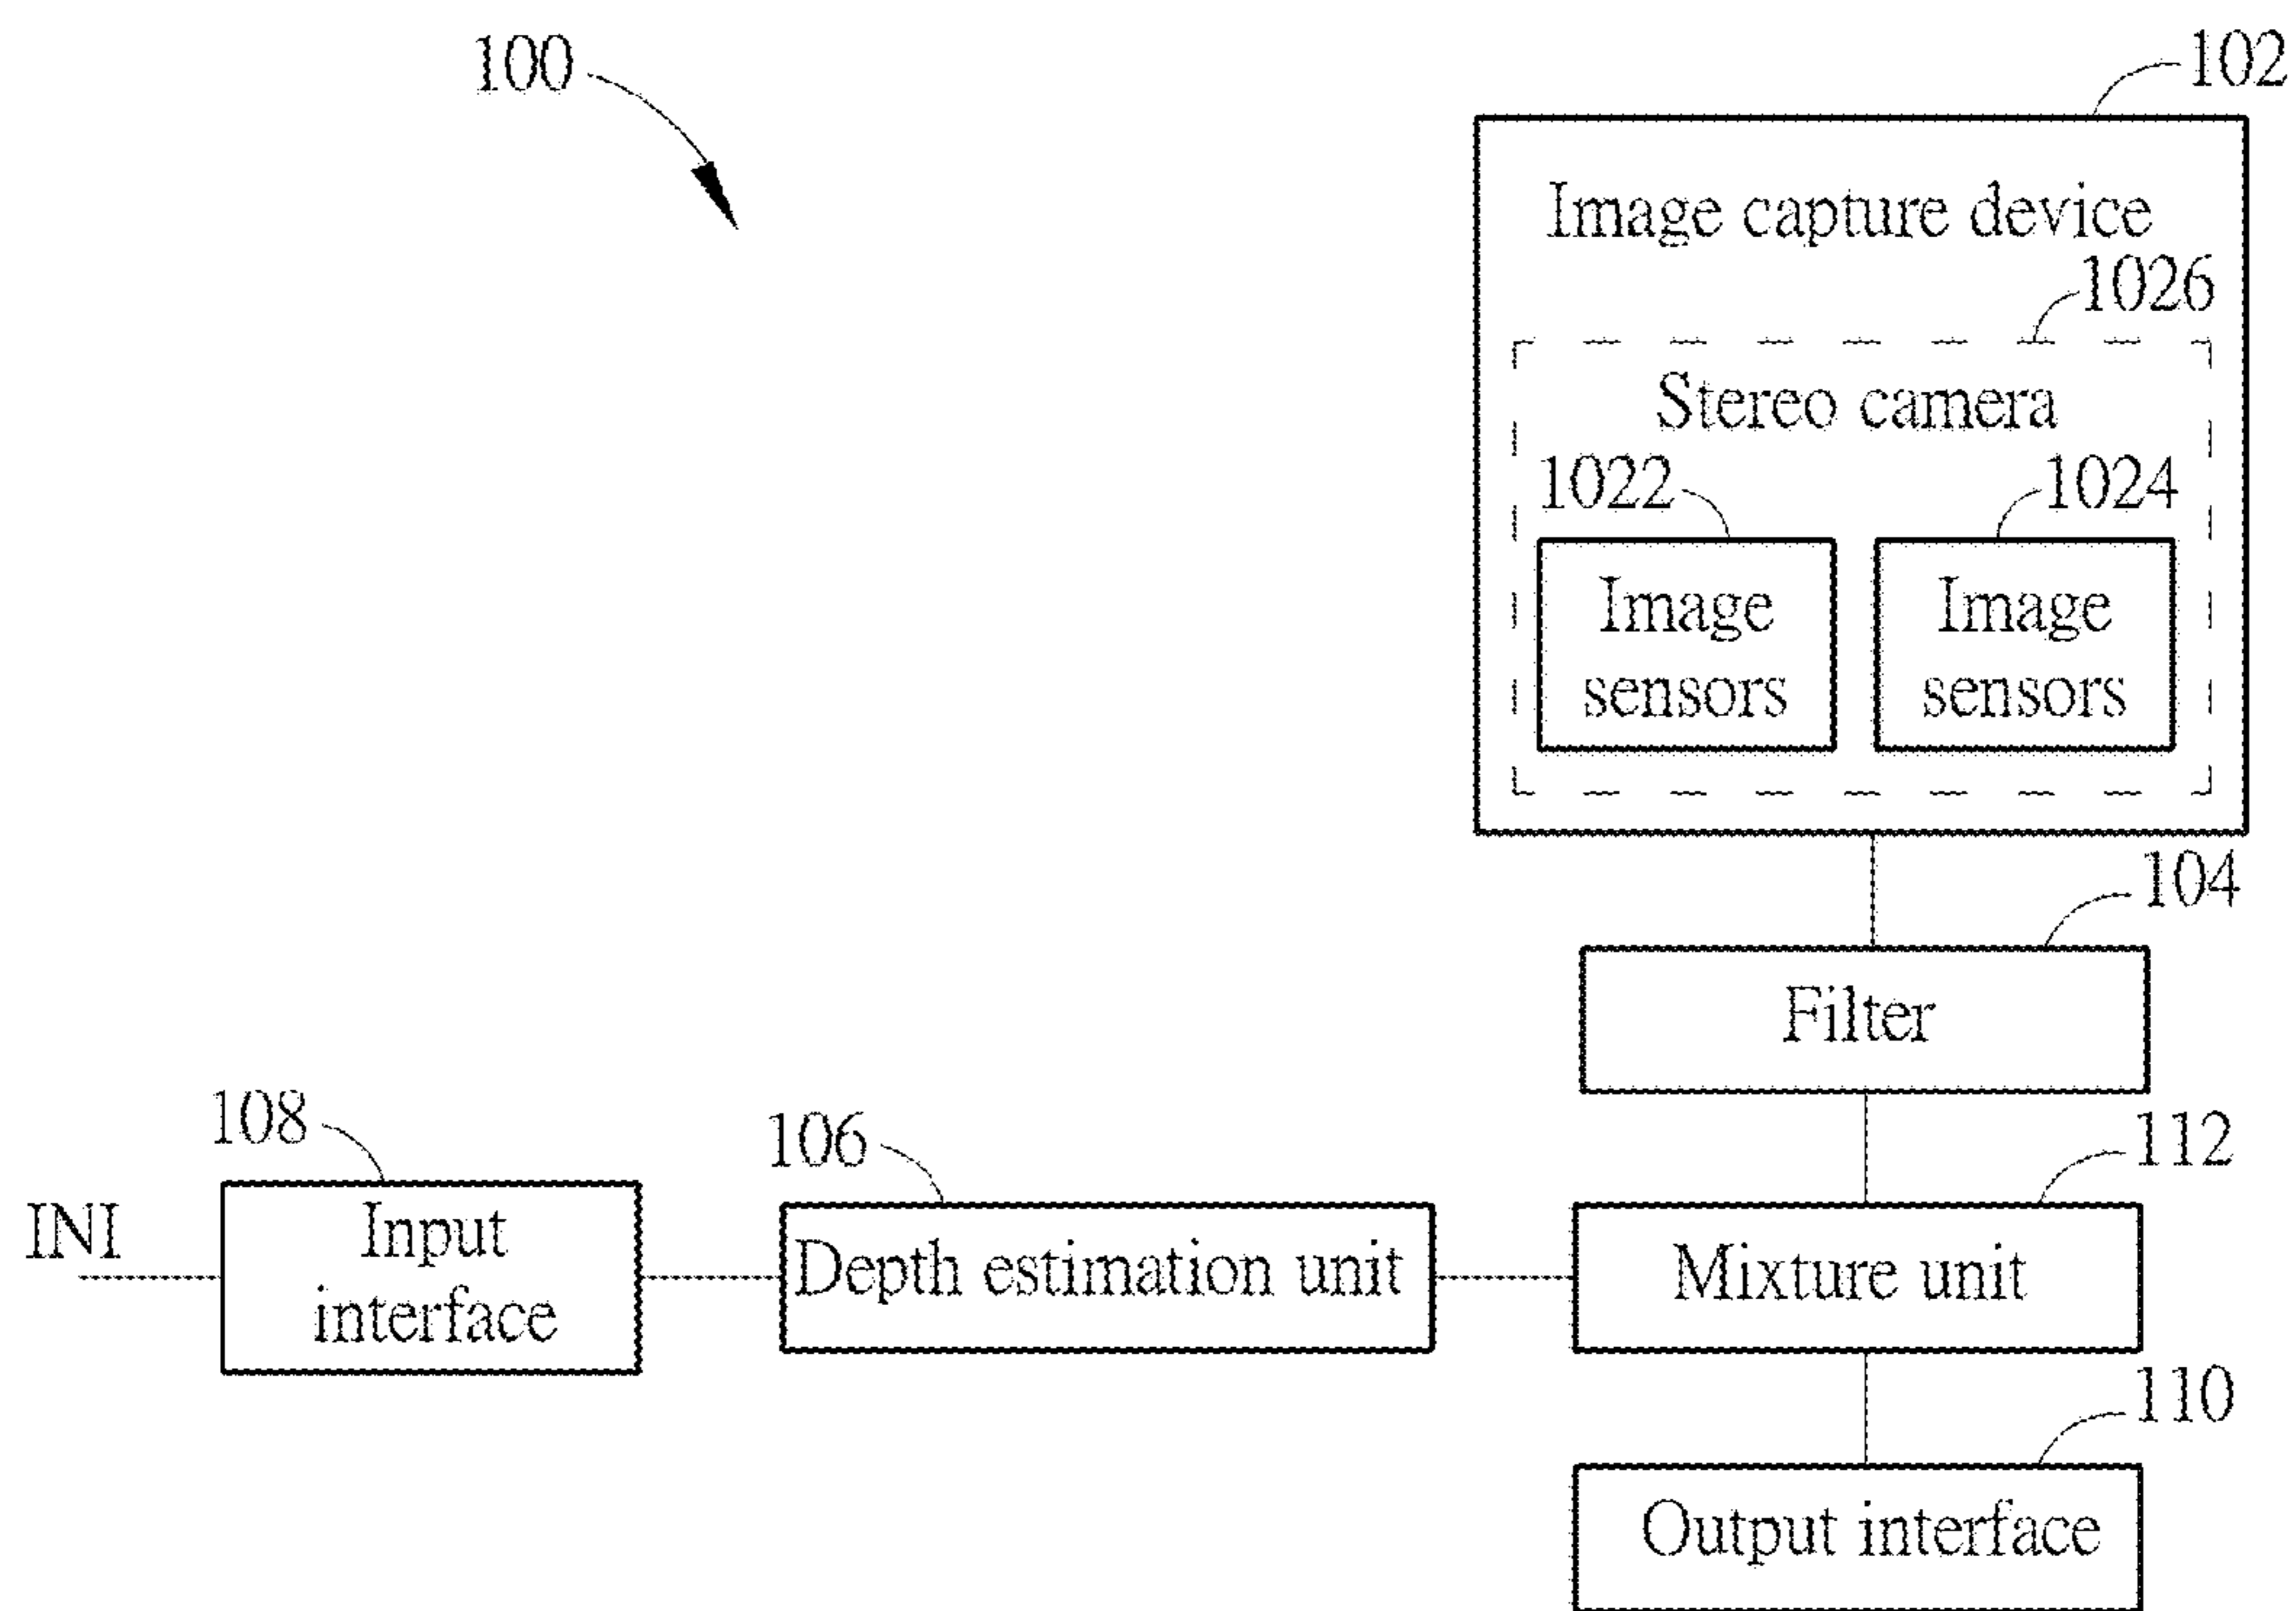 100
102
Image capture device
1026
Stereo camera
1022
1024
Image
sensors
Image
sensors
104
Filter
108
106
112
INI
Input
interface
Depth estimation unit
Mixture unit
110
Output interface